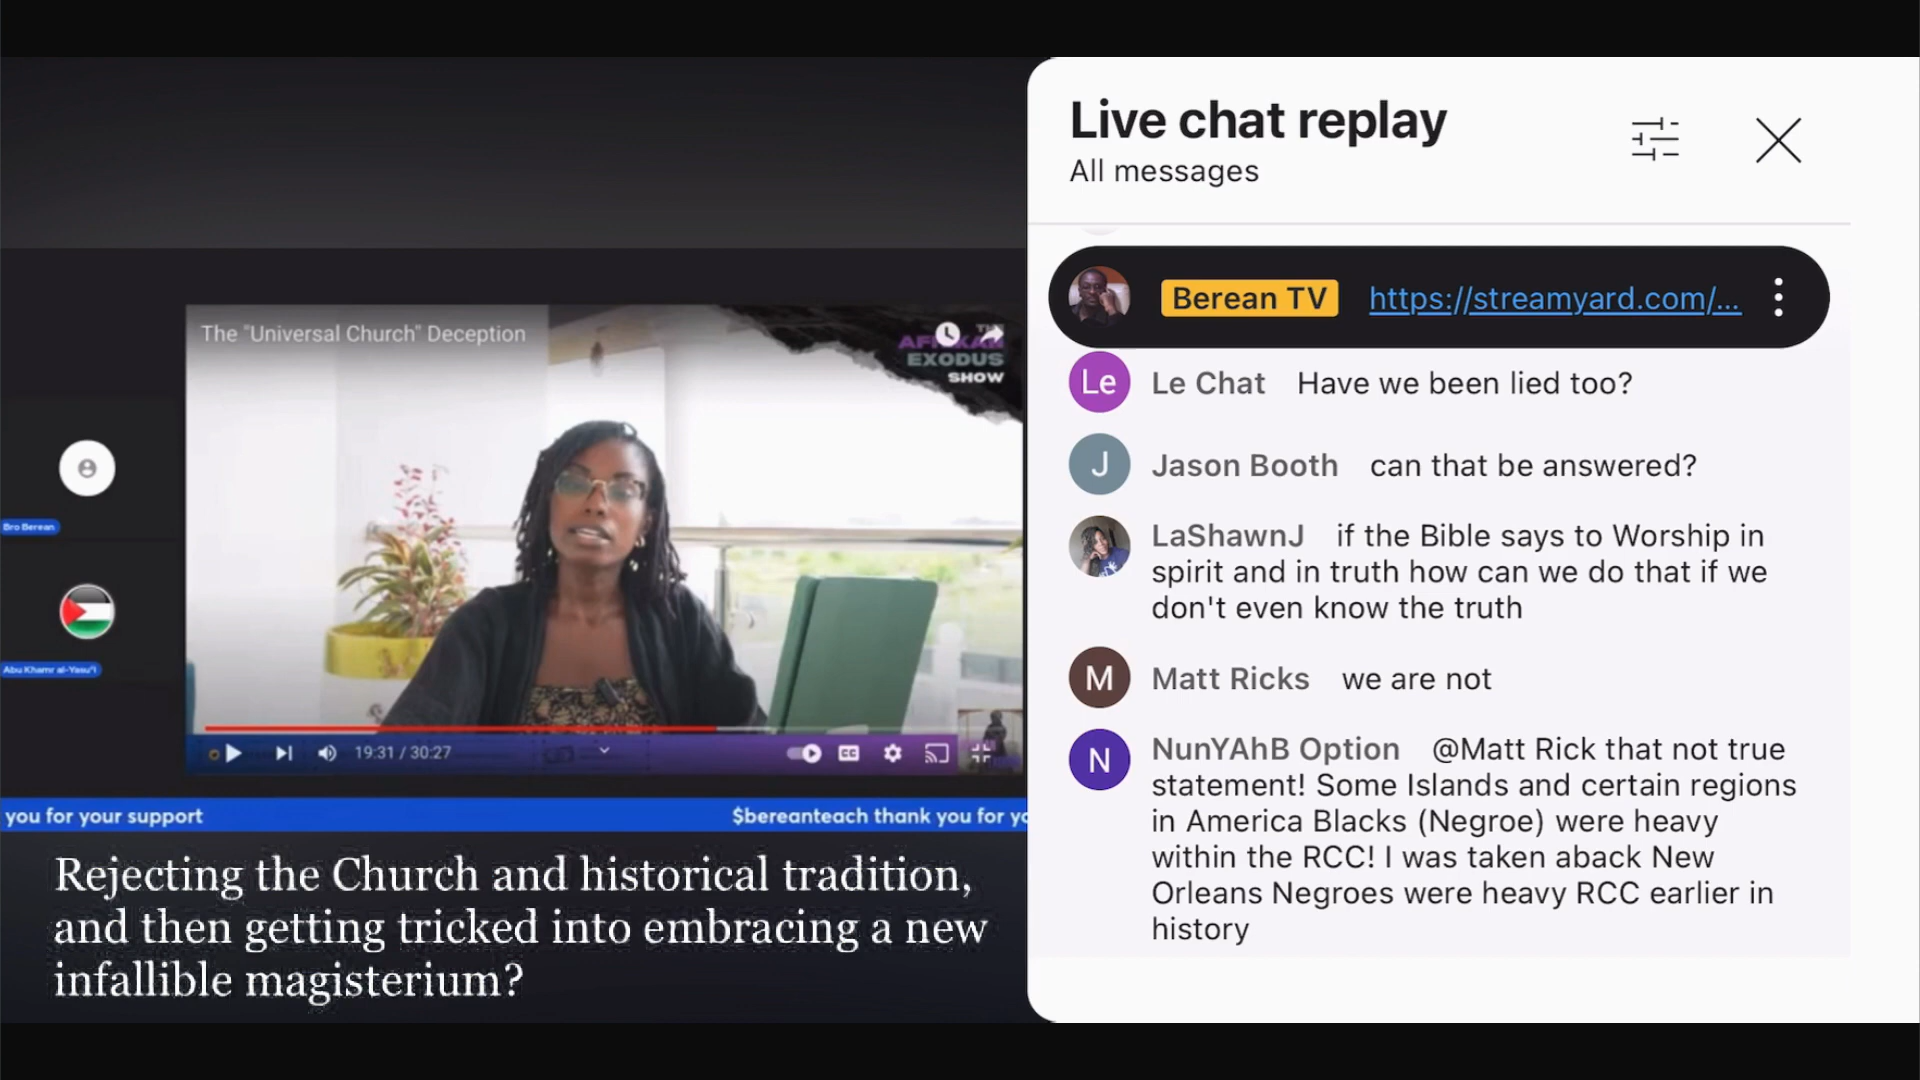 The "Universal Church" Deception
THE
AFRIKAN
EXODUS
SHOW
Bro Berean
Abu Khamr al-Yasu'i
19:31 / 30:27
CC
you for your support
$bereanteach thank you for yo
Rejecting the Church and historical tradition,
and then getting tricked into embracing a new
infallible magisterium?
Live chat replay
All messages
Berean TV https://streamyard.com/...
Le Le Chat Have we been lied too?
J Jason Booth can that be answered?
LaShawnJ if the Bible says to Worship in
spirit and in truth how can we do that if we
don't even know the truth
M Matt Ricks we are not
N NunYAhB Option @Matt Rick that not true
statement! Some Islands and certain regions
in America Blacks (Negroe) were heavy
within the RCC! I was taken aback New
Orleans Negroes were heavy RCC earlier in
history